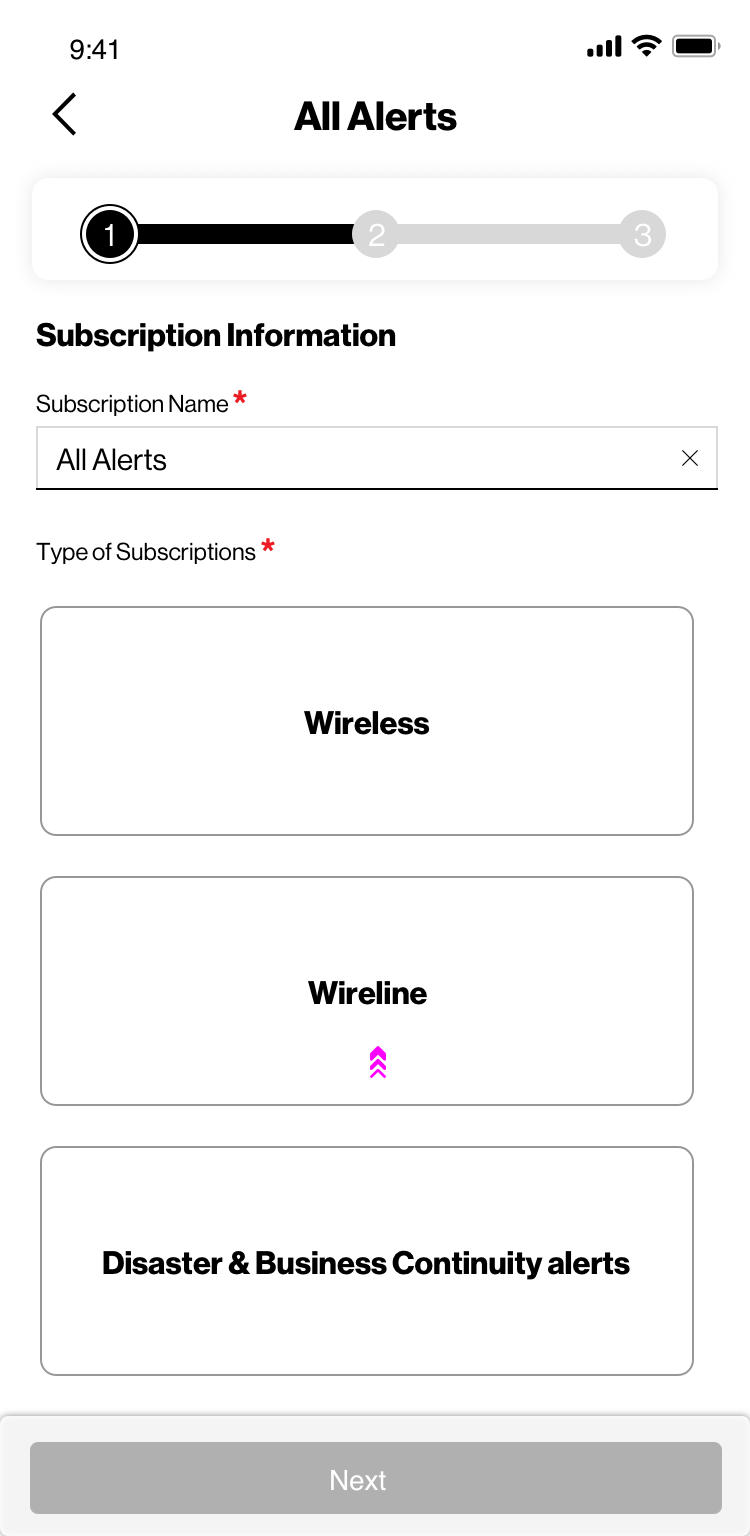 9:41
All Alerts
1 2 3
Subscription Information
Subscription Name *
All Alerts
Type of Subscriptions *
Wireless
Wireline
Disaster & Business Continuity alerts
Next